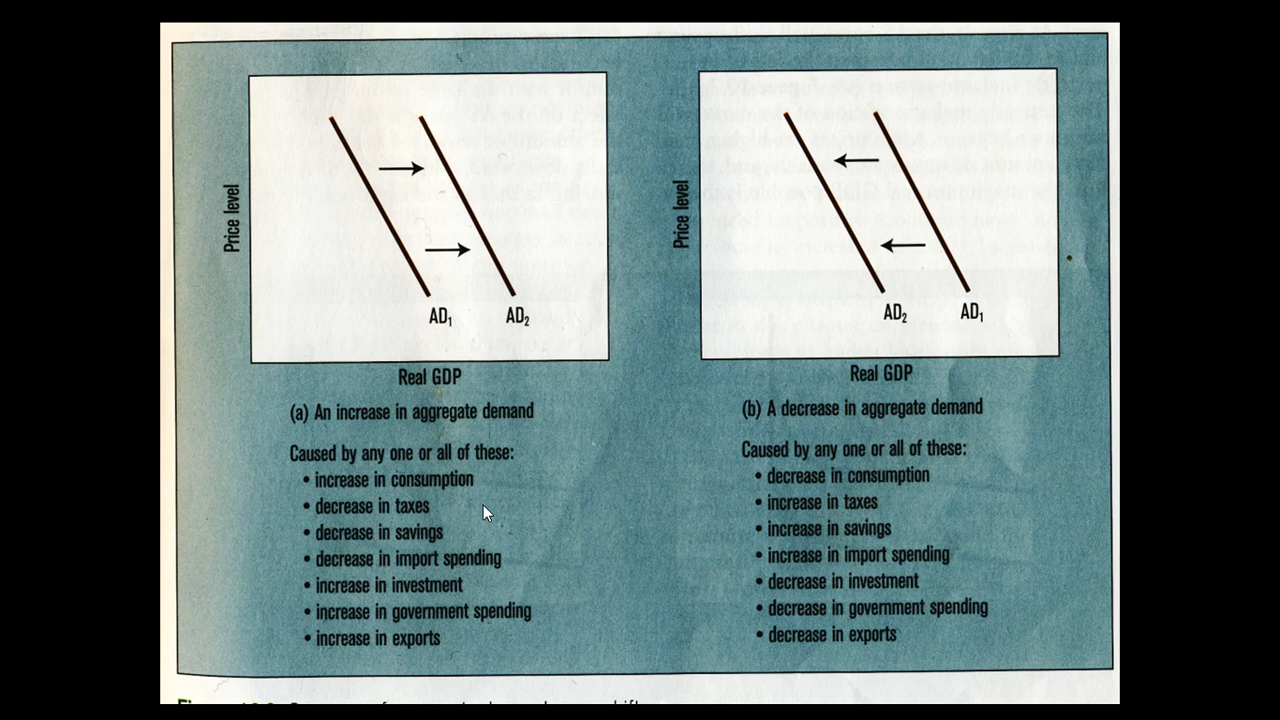 Price level
AD1
AD2
Real GDP
(a) An increase in aggregate demand
Caused by any one or all of these:
• increase in consumption
• decrease in taxes
• decrease in savings
• decrease in import spending
• increase in investment
• increase in government spending
• increase in exports
Price level
AD2
AD1
Real GDP
(b) A decrease in aggregate demand
Caused by any one or all of these:
• decrease in consumption
• increase in taxes
• increase in savings
• increase in import spending
• decrease in investment
• decrease in government spending
• decrease in exports